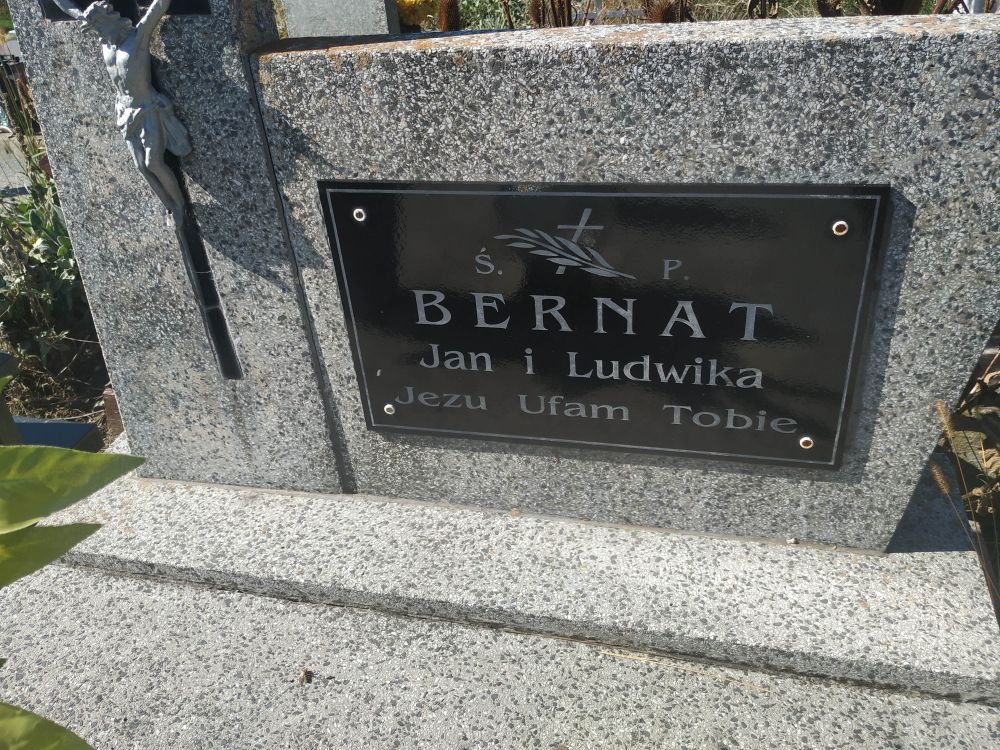 Ś. P.
BERNAT
Jan i Ludwika
Jezu Ufam Tobie